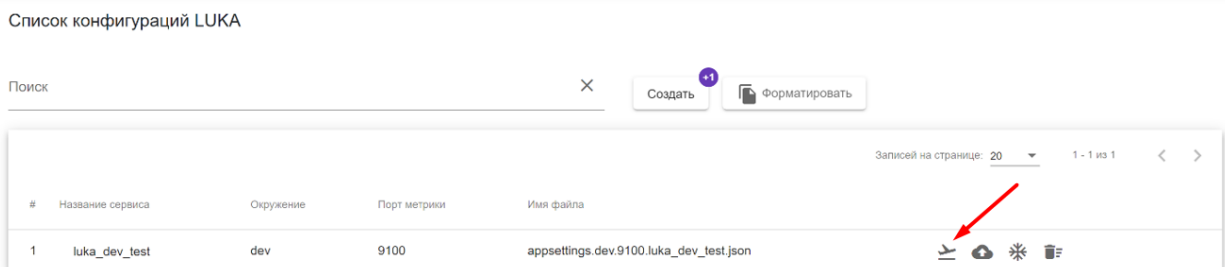 Список конфигураций LUKA
Поиск
Создать +1 Форматировать
Записей на странице: 20 1 - 1 из 1
# Название сервиса Окружение Порт метрики Имя файла
1 luka_dev_test dev 9100 appsettings.dev.9100.luka_dev_test.json